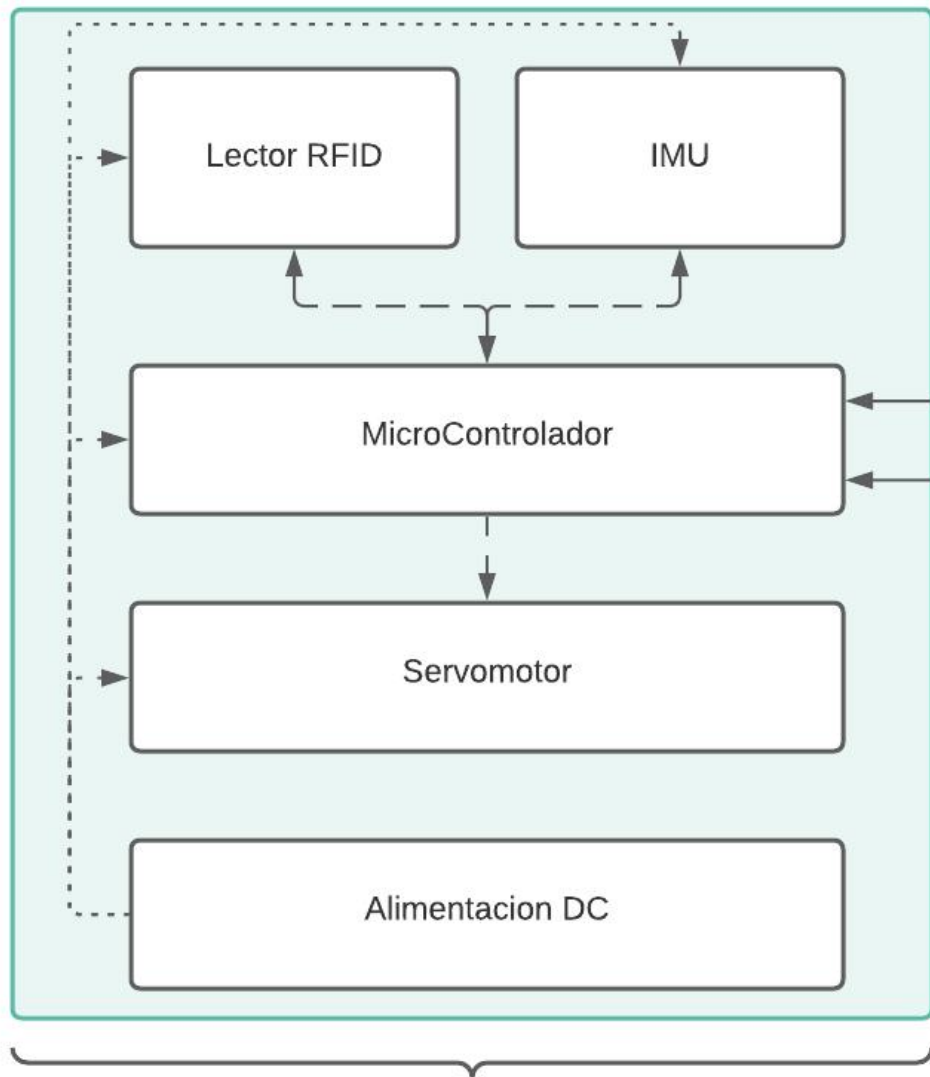 Lector RFID
IMU
MicroControlador
Servomotor
Alimentacion DC